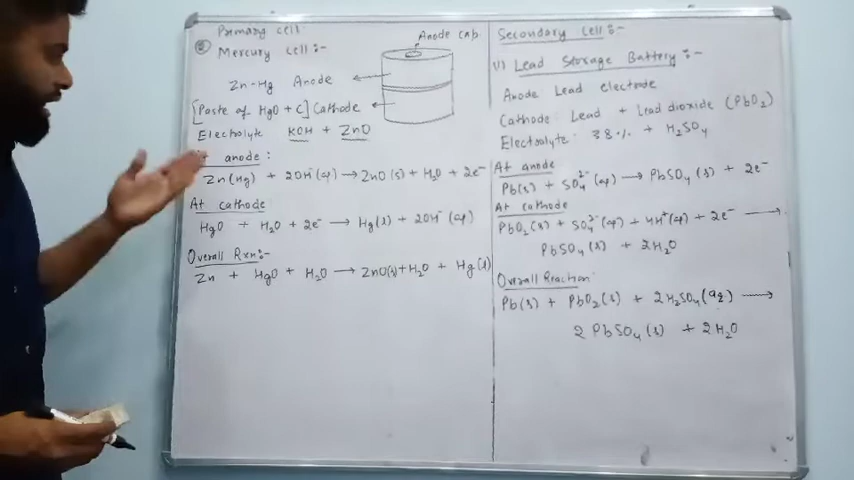 Primary cell
② Mercury cell :-
Anode cap
Zn-Hg Anode
[Paste of HgO + C] Cathode
Electrolyte KOH + ZnO
At anode :
Zn(Hg) + 2OH⁻(aq) → ZnO(s) + H₂O + 2e⁻
At cathode
HgO + H₂O + 2e⁻ → Hg(l) + 2OH⁻(aq)
Overall Rxn:-
Zn + HgO + H₂O → ZnO(s) + H₂O + Hg(l)
Secondary cell :-
(1) Lead Storage Battery :-
Anode Lead electrode
Cathode: Lead + Lead dioxide (PbO₂)
Electrolyte: 38% + H₂SO₄
At anode
Pb(s) + SO₄²⁻(aq) → PbSO₄(s) + 2e⁻
At cathode
PbO₂(s) + SO₄²⁻(aq) + 4H⁺(aq) + 2e⁻ →
PbSO₄(s) + 2H₂O
Overall Reaction:
Pb(s) + PbO₂(s) + 2H₂SO₄(aq) →
2PbSO₄(s) + 2H₂O